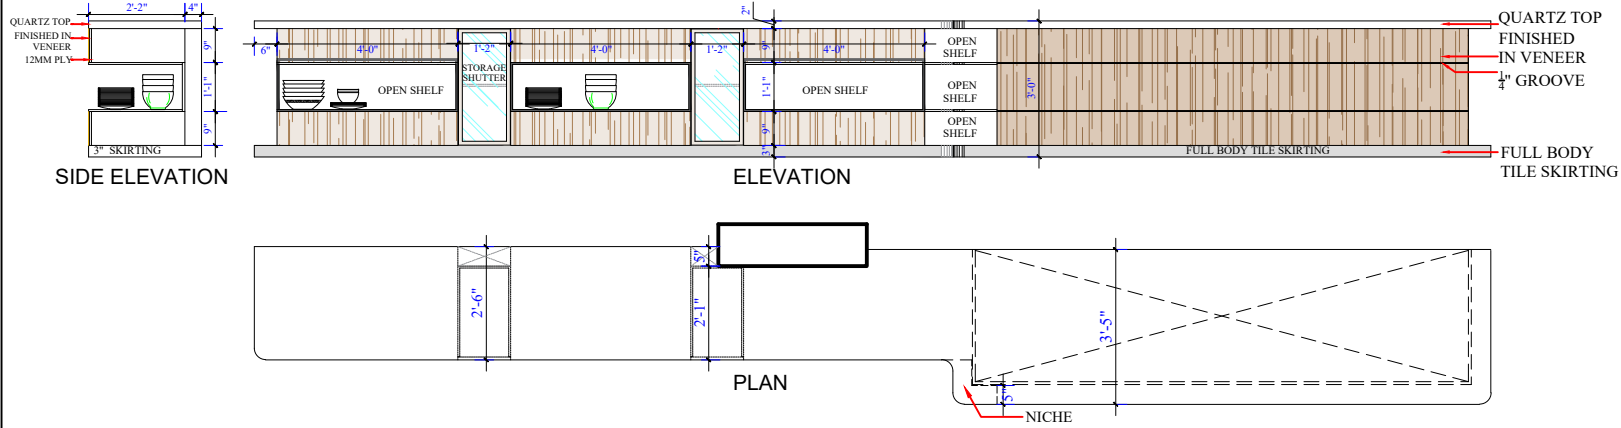 2'-2" 4"
QUARTZ TOP
FINISHED IN
VENEER
12MM PLY
9"
1'-1"
9"
3" SKIRTING
SIDE ELEVATION
2"
6" 4'-0" 1'-2" 4'-0" 1'-2" 9" 4'-0"
STORAGE
SHUTTER
OPEN SHELF
OPEN SHELF
1'-1"
9"
3"
OPEN
SHELF
OPEN
SHELF
OPEN
SHELF
3'-0"
FULL BODY TILE SKIRTING
QUARTZ TOP
FINISHED
IN VENEER
1/4" GROOVE
FULL BODY
TILE SKIRTING
ELEVATION
2'-6"
5"
2'-1"
3'-5"
5"
PLAN
NICHE